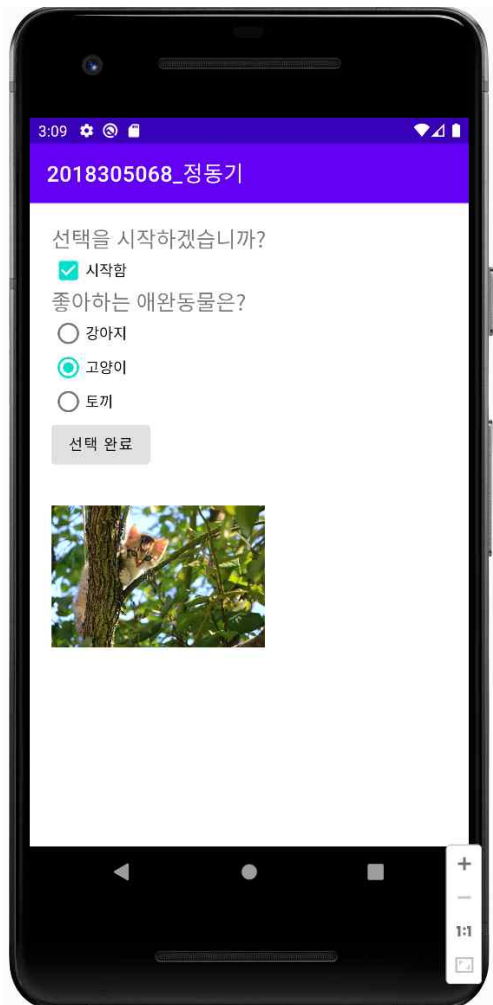 3:09
2018305068_정동기
선택을 시작하겠습니까?
시작함
좋아하는 애완동물은?
강아지
고양이
토끼
선택 완료
1:1